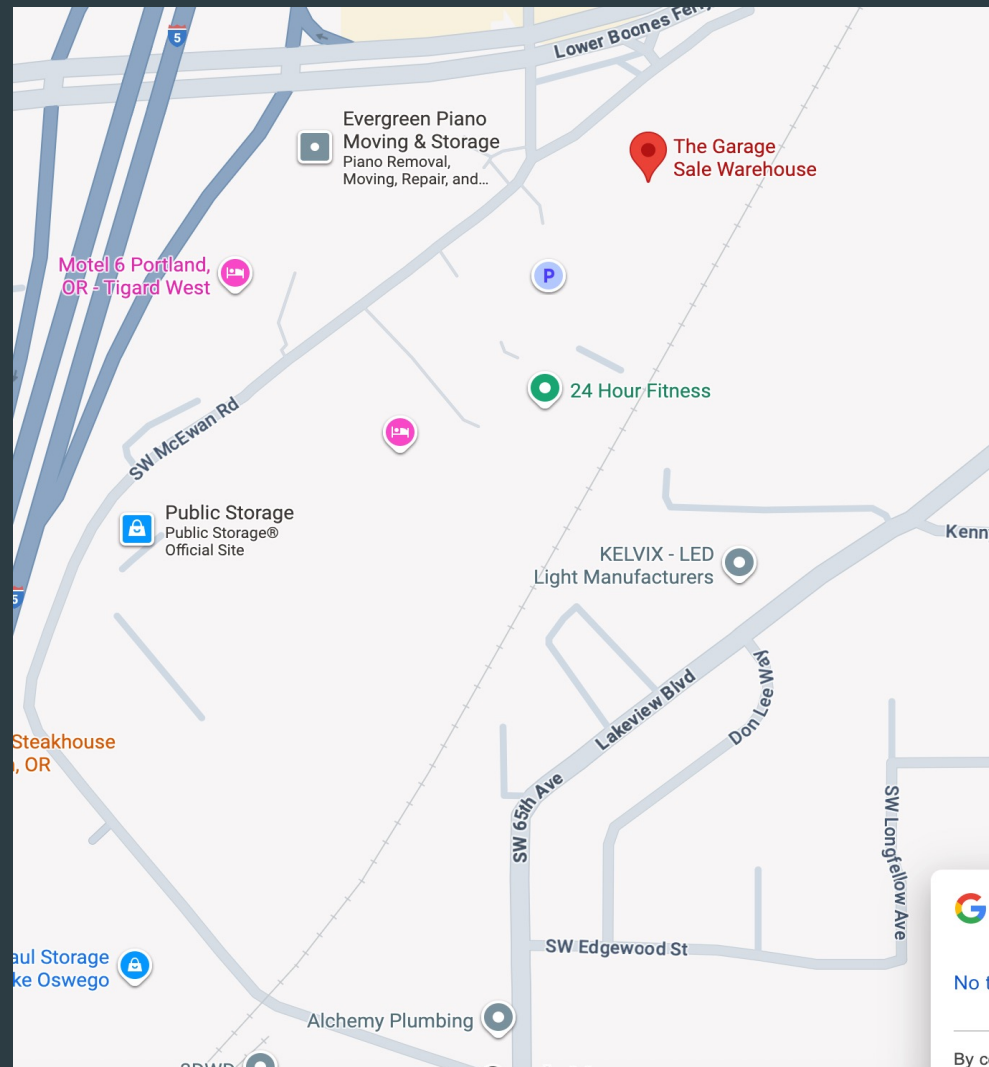 5
Lower Boones Ferry
Evergreen Piano
Moving & Storage
Piano Removal,
Moving, Repair, and...
The Garage
Sale Warehouse
Motel 6 Portland,
OR - Tigard West
P
24 Hour Fitness
SW McEwan Rd
Public Storage
Public Storage®
Official Site
Kenn
KELVIX - LED
Light Manufacturers
5
Don Lee Way
Lakeview Blvd
Steakhouse
, OR
SW 65th Ave
SW Longfellow Ave
G
SW Edgewood St
aul Storage
ke Oswego
No t
Alchemy Plumbing
By c